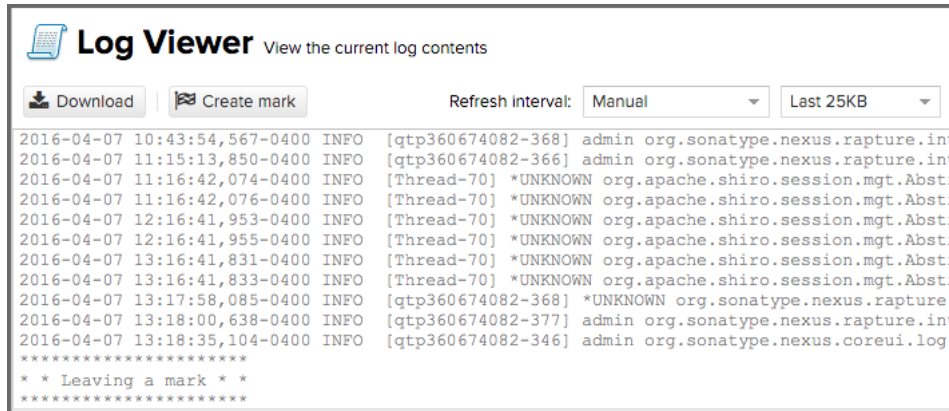 Log Viewer View the current log contents
Download Create mark Refresh interval: Manual Last 25KB
2016-04-07 10:43:54,567-0400 INFO [qtp360674082-368] admin org.sonatype.nexus.rapture.in
2016-04-07 11:15:13,850-0400 INFO [qtp360674082-366] admin org.sonatype.nexus.rapture.in
2016-04-07 11:16:42,074-0400 INFO [Thread-70] *UNKNOWN org.apache.shiro.session.mgt.Abst
2016-04-07 11:16:42,076-0400 INFO [Thread-70] *UNKNOWN org.apache.shiro.session.mgt.Abst
2016-04-07 12:16:41,953-0400 INFO [Thread-70] *UNKNOWN org.apache.shiro.session.mgt.Abst
2016-04-07 12:16:41,955-0400 INFO [Thread-70] *UNKNOWN org.apache.shiro.session.mgt.Abst
2016-04-07 13:16:41,831-0400 INFO [Thread-70] *UNKNOWN org.apache.shiro.session.mgt.Abst
2016-04-07 13:16:41,833-0400 INFO [Thread-70] *UNKNOWN org.apache.shiro.session.mgt.Abst
2016-04-07 13:17:58,085-0400 INFO [qtp360674082-368] *UNKNOWN org.sonatype.nexus.rapture
2016-04-07 13:18:00,638-0400 INFO [qtp360674082-377] admin org.sonatype.nexus.rapture.in
2016-04-07 13:18:35,104-0400 INFO [qtp360674082-346] admin org.sonatype.nexus.coreui.log
**********************
* * Leaving a mark * *
**********************